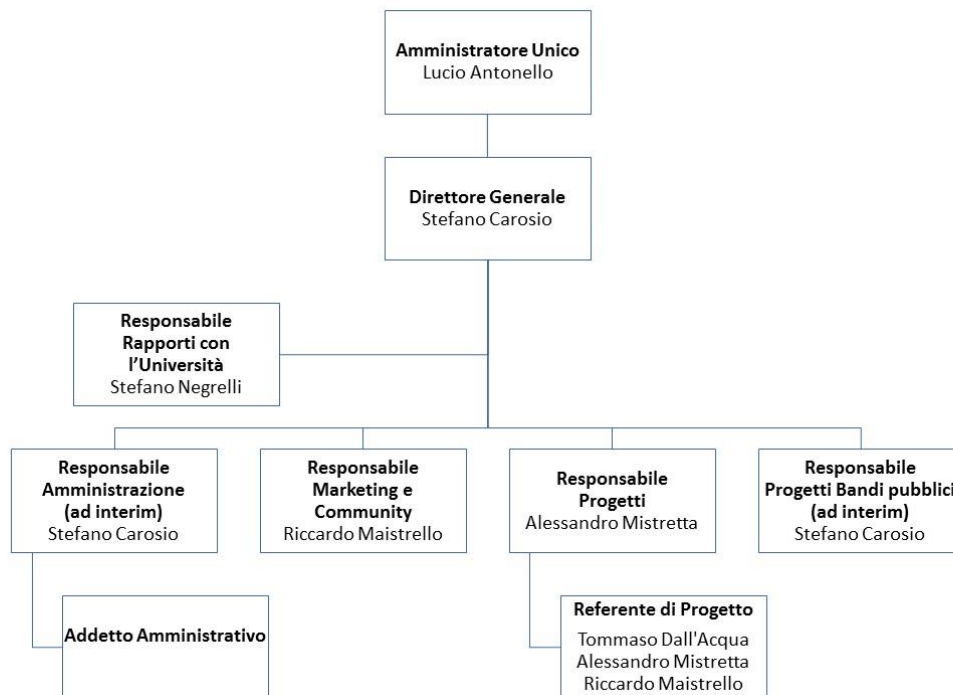 Amministratore Unico
Lucio Antonello
Direttore Generale
Stefano Carosio
Responsabile
Rapporti con
l’Università
Stefano Negrelli
Responsabile
Amministrazione
(ad interim)
Stefano Carosio
Responsabile
Marketing e
Community
Riccardo Maistrello
Responsabile
Progetti
Alessandro Mistretta
Responsabile
Progetti Bandi pubblici
(ad interim)
Stefano Carosio
Addetto Amministrativo
Referente di Progetto
Tommaso Dall'Acqua
Alessandro Mistretta
Riccardo Maistrello